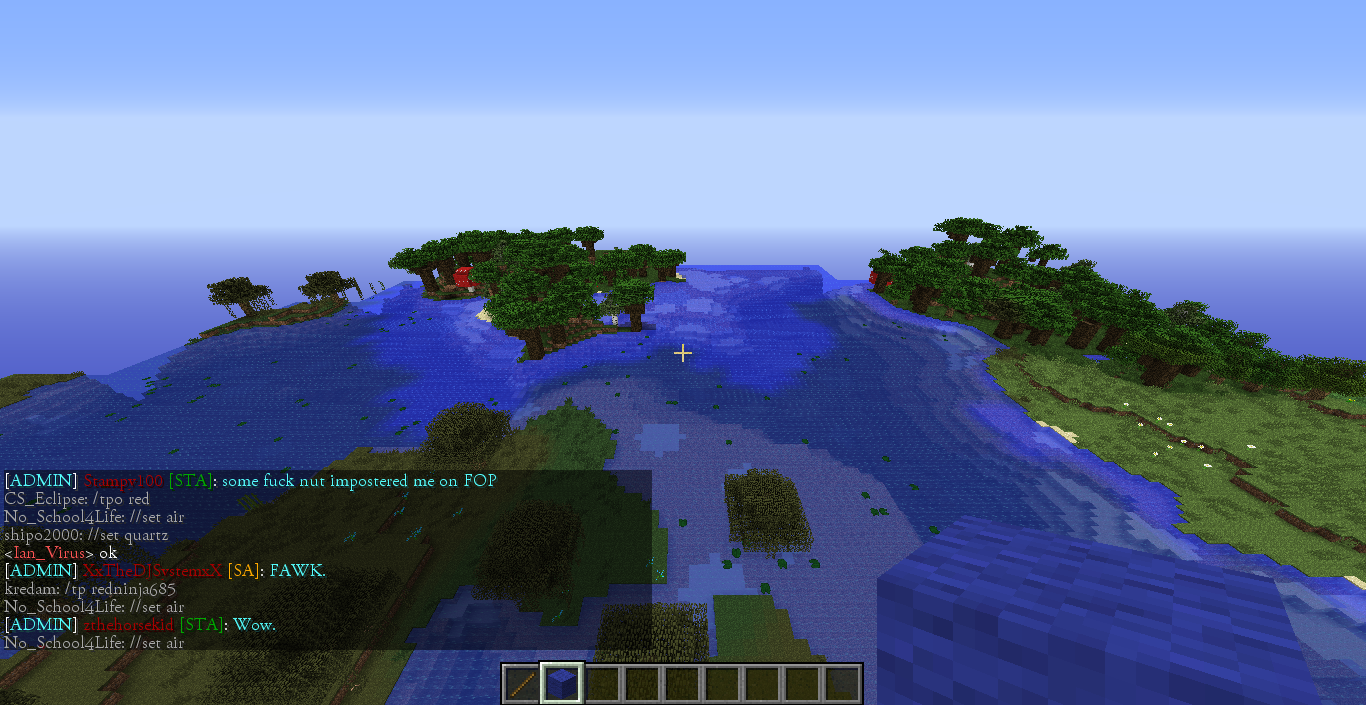 [ADMIN] Stampy100 [STA]: some fuck nut impostered me on FOP
CS_Eclipse: /tpo red
No_School4Life: //set air
shipo2000: //set quartz
<Ian_Virus> ok
[ADMIN] XxTheDJSystemxX [SA]: FAWK.
kredam: /tp redninja685
No_School4Life: //set air
[ADMIN] zthehorsekid [STA]: Wow.
No_School4Life: //set air